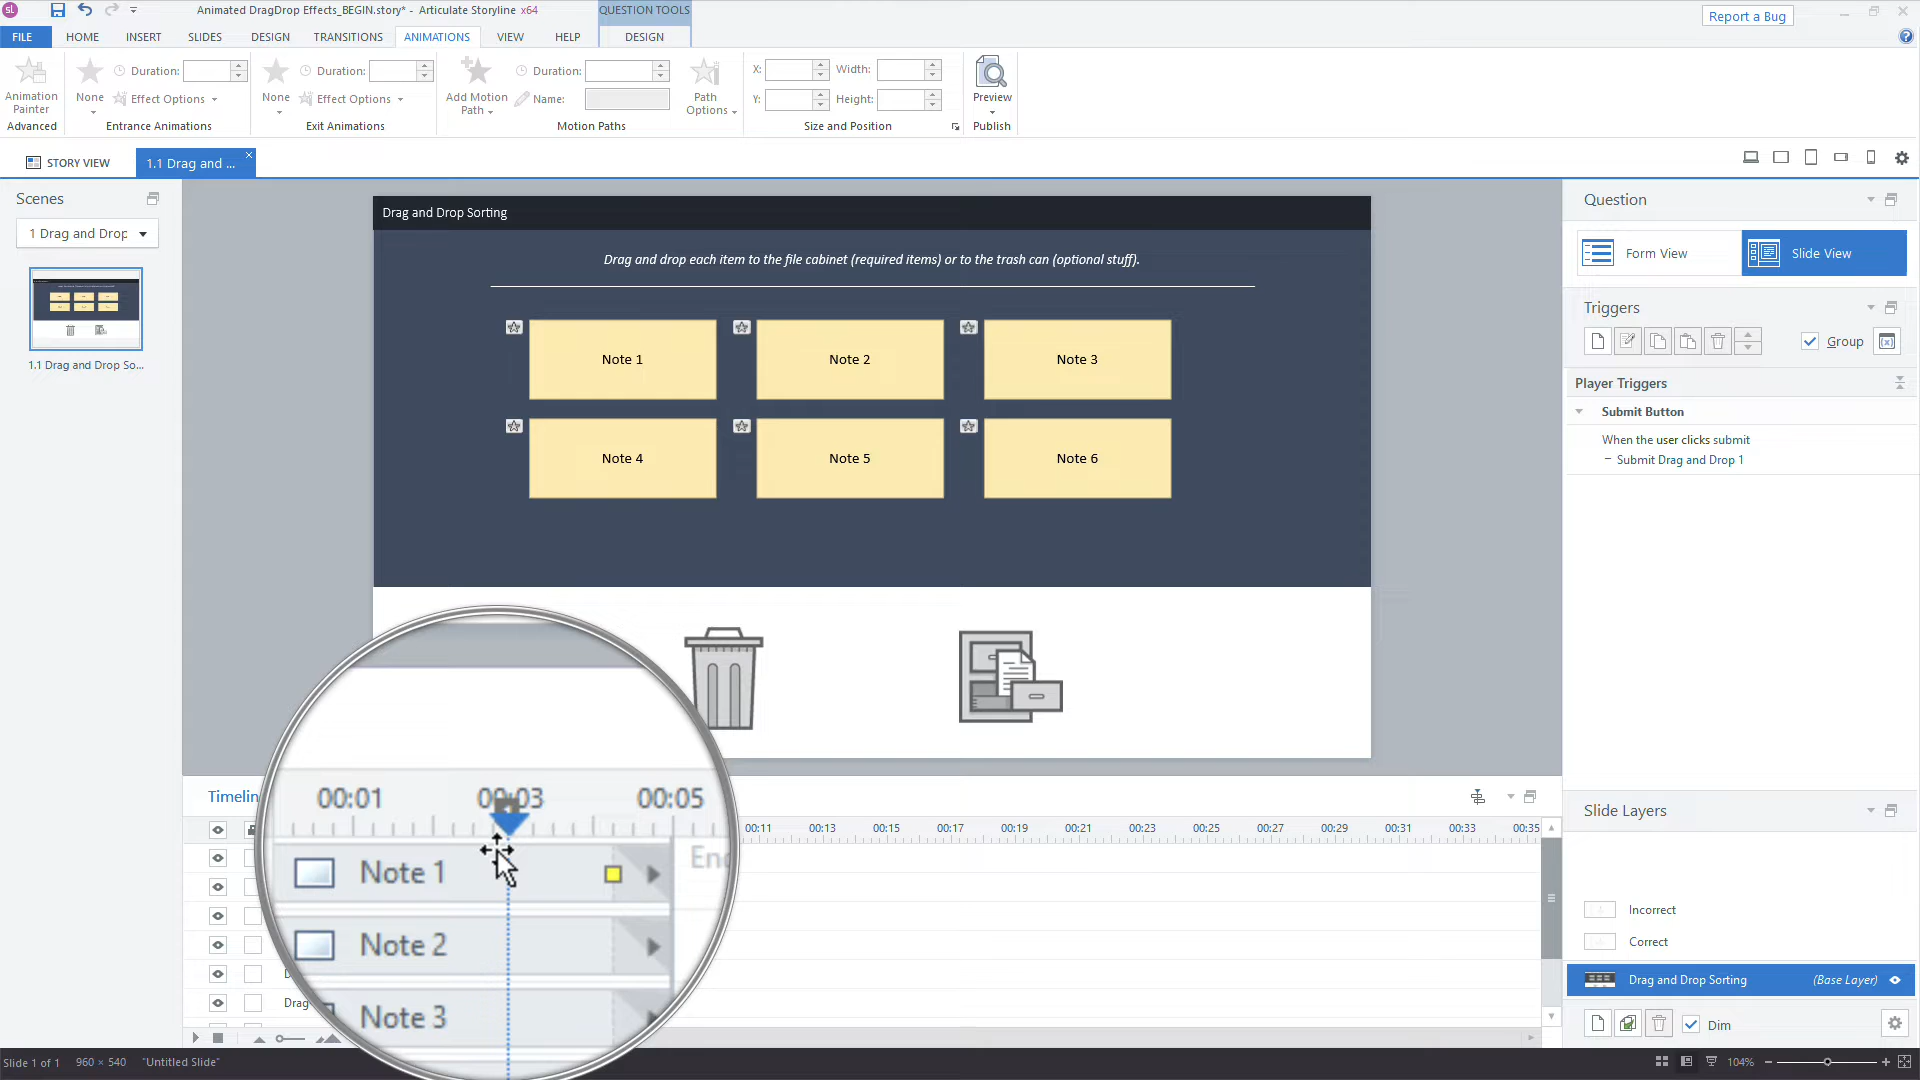 sl
Animated DragDrop Effects_BEGIN.story* - Articulate Storyline x64
QUESTION TOOLS
Report a Bug
FILE HOME INSERT SLIDES DESIGN TRANSITIONS ANIMATIONS VIEW HELP DESIGN
Duration: Duration: Duration: X: Width:
Animation Painter
None
Effect Options
None
Effect Options
Add Motion Path
Name:
Path Options
Y: Height:
Preview
Advanced Entrance Animations Exit Animations Motion Paths Size and Position Publish
STORY VIEW
1.1 Drag and ...
Scenes
1 Drag and Drop
1.1 Drag and Drop So...
Drag and Drop Sorting
Drag and drop each item to the file cabinet (required items) or to the trash can (optional stuff).
Note 1 Note 2 Note 3
Note 4 Note 5 Note 6
Question
Form View Slide View
Triggers
Group
Player Triggers
Submit Button
When the user clicks submit
Submit Drag and Drop 1
Timelin
00:01 00:03 00:05
00:11 00:13 00:15 00:17 00:19 00:21 00:23 00:25 00:27 00:29 00:31 00:33 00:35
Note 1
Note 2
Note 3
Drag
Slide Layers
Incorrect
Correct
Drag and Drop Sorting (Base Layer)
Dim
Slide 1 of 1 960 × 540 "Untitled Slide"
104%